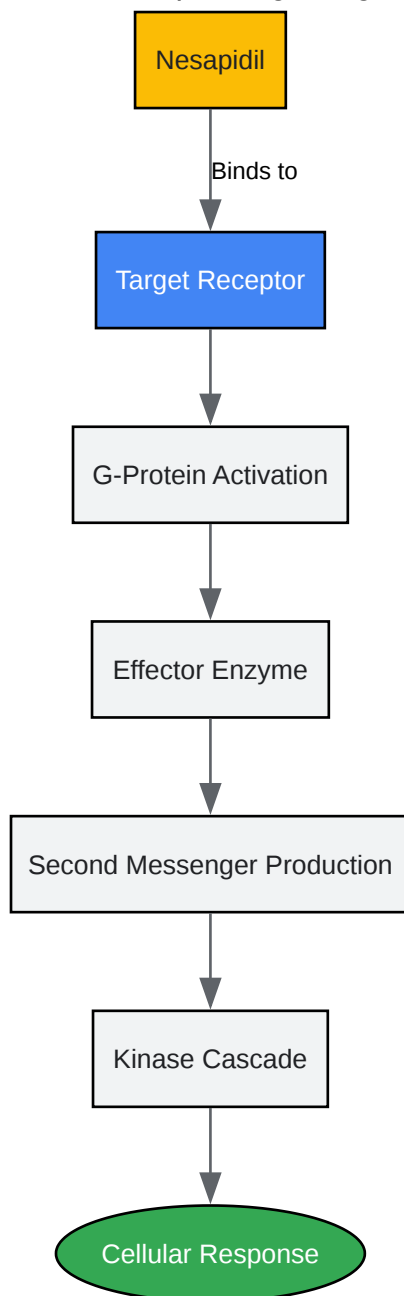 Nesapidil
Binds to
Target Receptor
G-Protein Activation
Effector Enzyme
Second Messenger Production
Kinase Cascade
Cellular Response